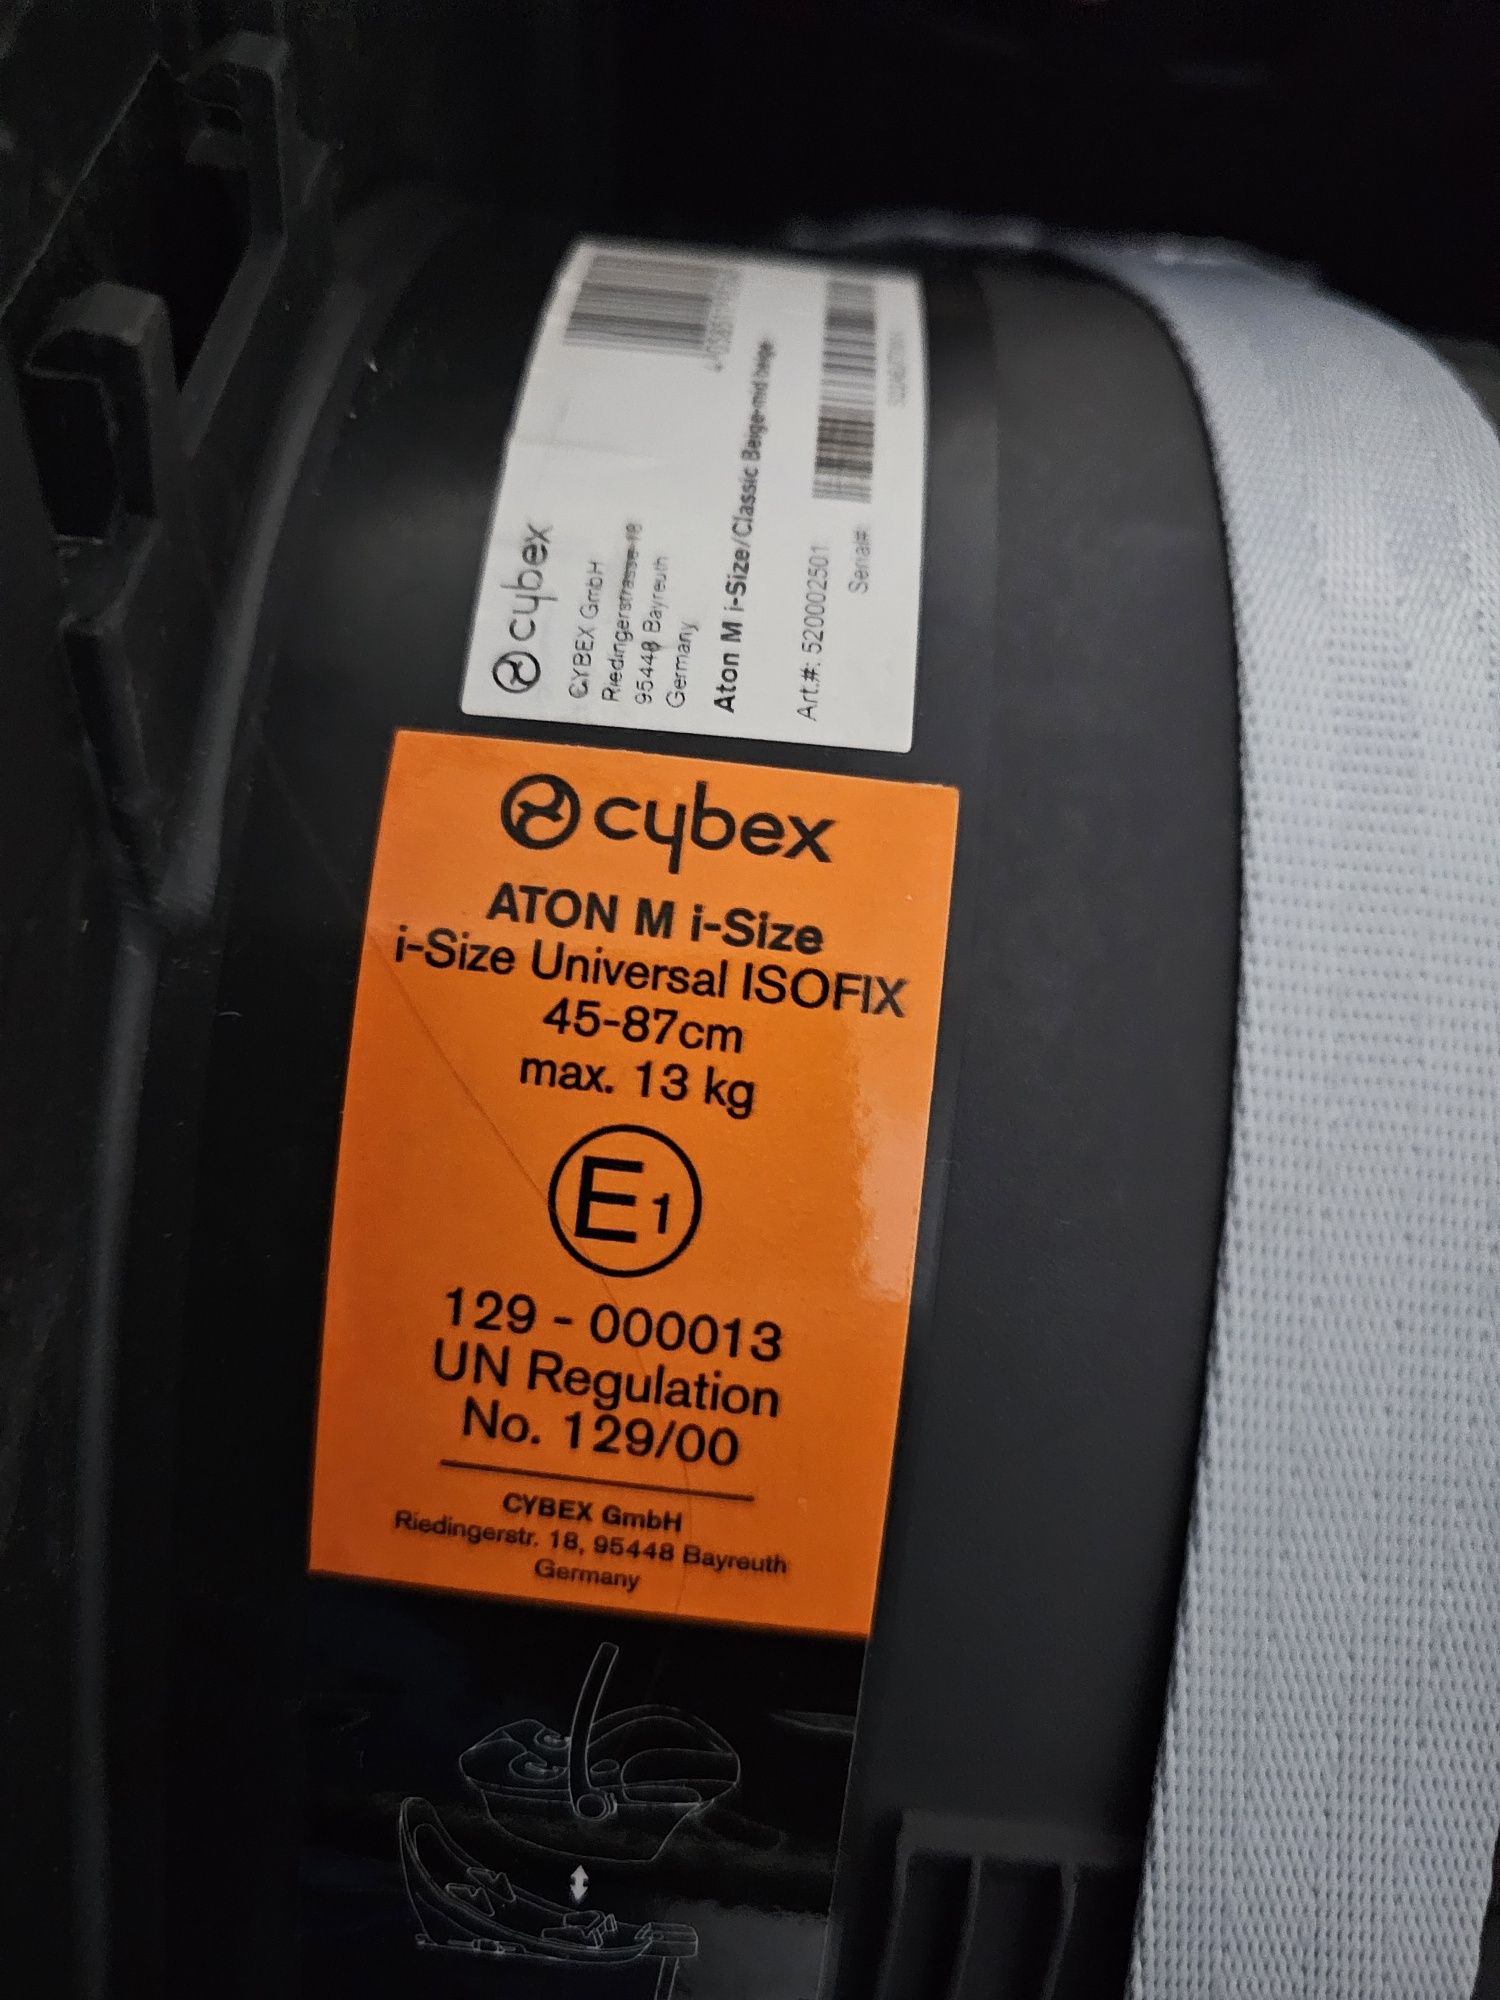 cybex
CYBEX GmbH
Riedingerstrasse 18
95448 Bayreuth
Germany
Aton M i-Size/Classic Beige-mid beige
Art.#: 520002501
Serial#:
cybex
ATON M i-Size
i-Size Universal ISOFIX
45-87cm
max. 13 kg
E1
129 - 000013
UN Regulation
No. 129/00
CYBEX GmbH
Riedingerstr. 18, 95448 Bayreuth
Germany